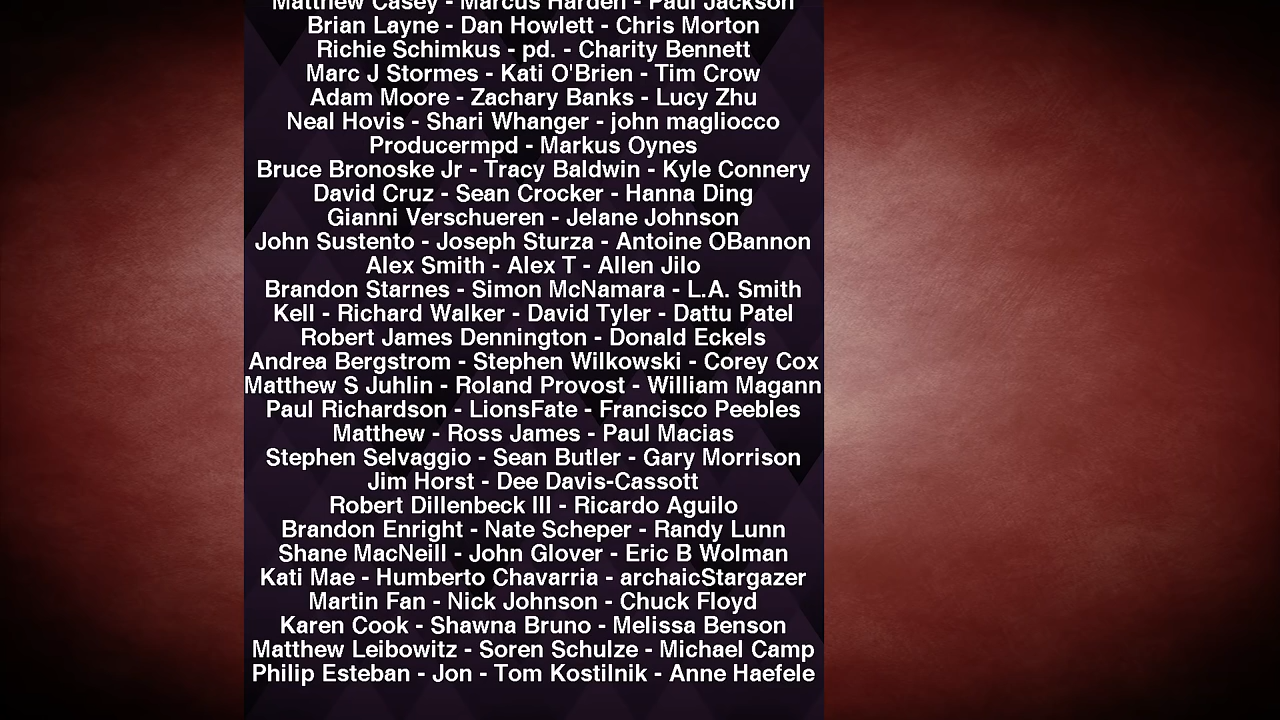 Matthew Casey - Marcus Harden - Paul Jackson
Brian Layne - Dan Howlett - Chris Morton
Richie Schimkus - pd. - Charity Bennett
Marc J Stormes - Kati O'Brien - Tim Crow
Adam Moore - Zachary Banks - Lucy Zhu
Neal Hovis - Shari Whanger - john magliocco
Producermpd - Markus Oynes
Bruce Bronoske Jr - Tracy Baldwin - Kyle Connery
David Cruz - Sean Crocker - Hanna Ding
Gianni Verschueren - Jelane Johnson
John Sustento - Joseph Sturza - Antoine OBannon
Alex Smith - Alex T - Allen Jilo
Brandon Starnes - Simon McNamara - L.A. Smith
Kell - Richard Walker - David Tyler - Dattu Patel
Robert James Dennington - Donald Eckels
Andrea Bergstrom - Stephen Wilkowski - Corey Cox
Matthew S Juhlin - Roland Provost - William Magann
Paul Richardson - LionsFate - Francisco Peebles
Matthew - Ross James - Paul Macias
Stephen Selvaggio - Sean Butler - Gary Morrison
Jim Horst - Dee Davis-Cassott
Robert Dillenbeck III - Ricardo Aguilo
Brandon Enright - Nate Scheper - Randy Lunn
Shane MacNeill - John Glover - Eric B Wolman
Kati Mae - Humberto Chavarria - archaicStargazer
Martin Fan - Nick Johnson - Chuck Floyd
Karen Cook - Shawna Bruno - Melissa Benson
Matthew Leibowitz - Soren Schulze - Michael Camp
Philip Esteban - Jon - Tom Kostilnik - Anne Haefele